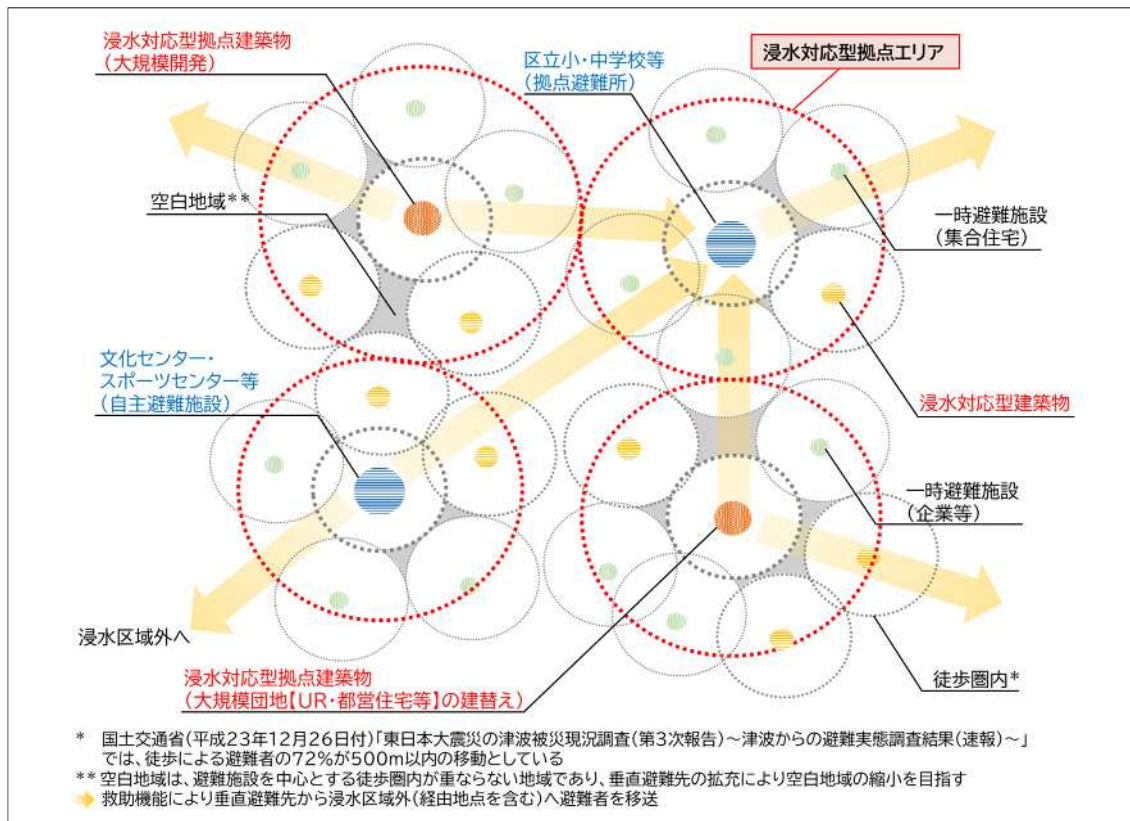 浸水対応型拠点建築物
(大規模開発)
区立小・中学校等
(拠点避難所)
浸水対応型拠点エリア
空白地域**
一時避難施設
(集合住宅)
文化センター・
スポーツセンター等
(自主避難施設)
浸水対応型建築物
一時避難施設
(企業等)
浸水区域外へ
浸水対応型拠点建築物
(大規模団地【UR・都営住宅等】の建替え)
徒歩圏内*
* 国土交通省(平成23年12月26日付)「東日本大震災の津波被災現況調査(第3次報告)~津波からの避難実態調査結果(速報)~」
では、徒歩による避難者の72%が500m以内の移動としている
** 空白地域は、避難施設を中心とする徒歩圏内が重ならない地域であり、垂直避難先の拡充により空白地域の縮小を目指す
救助機能により垂直避難先から浸水区域外(経由地点を含む)へ避難者を移送